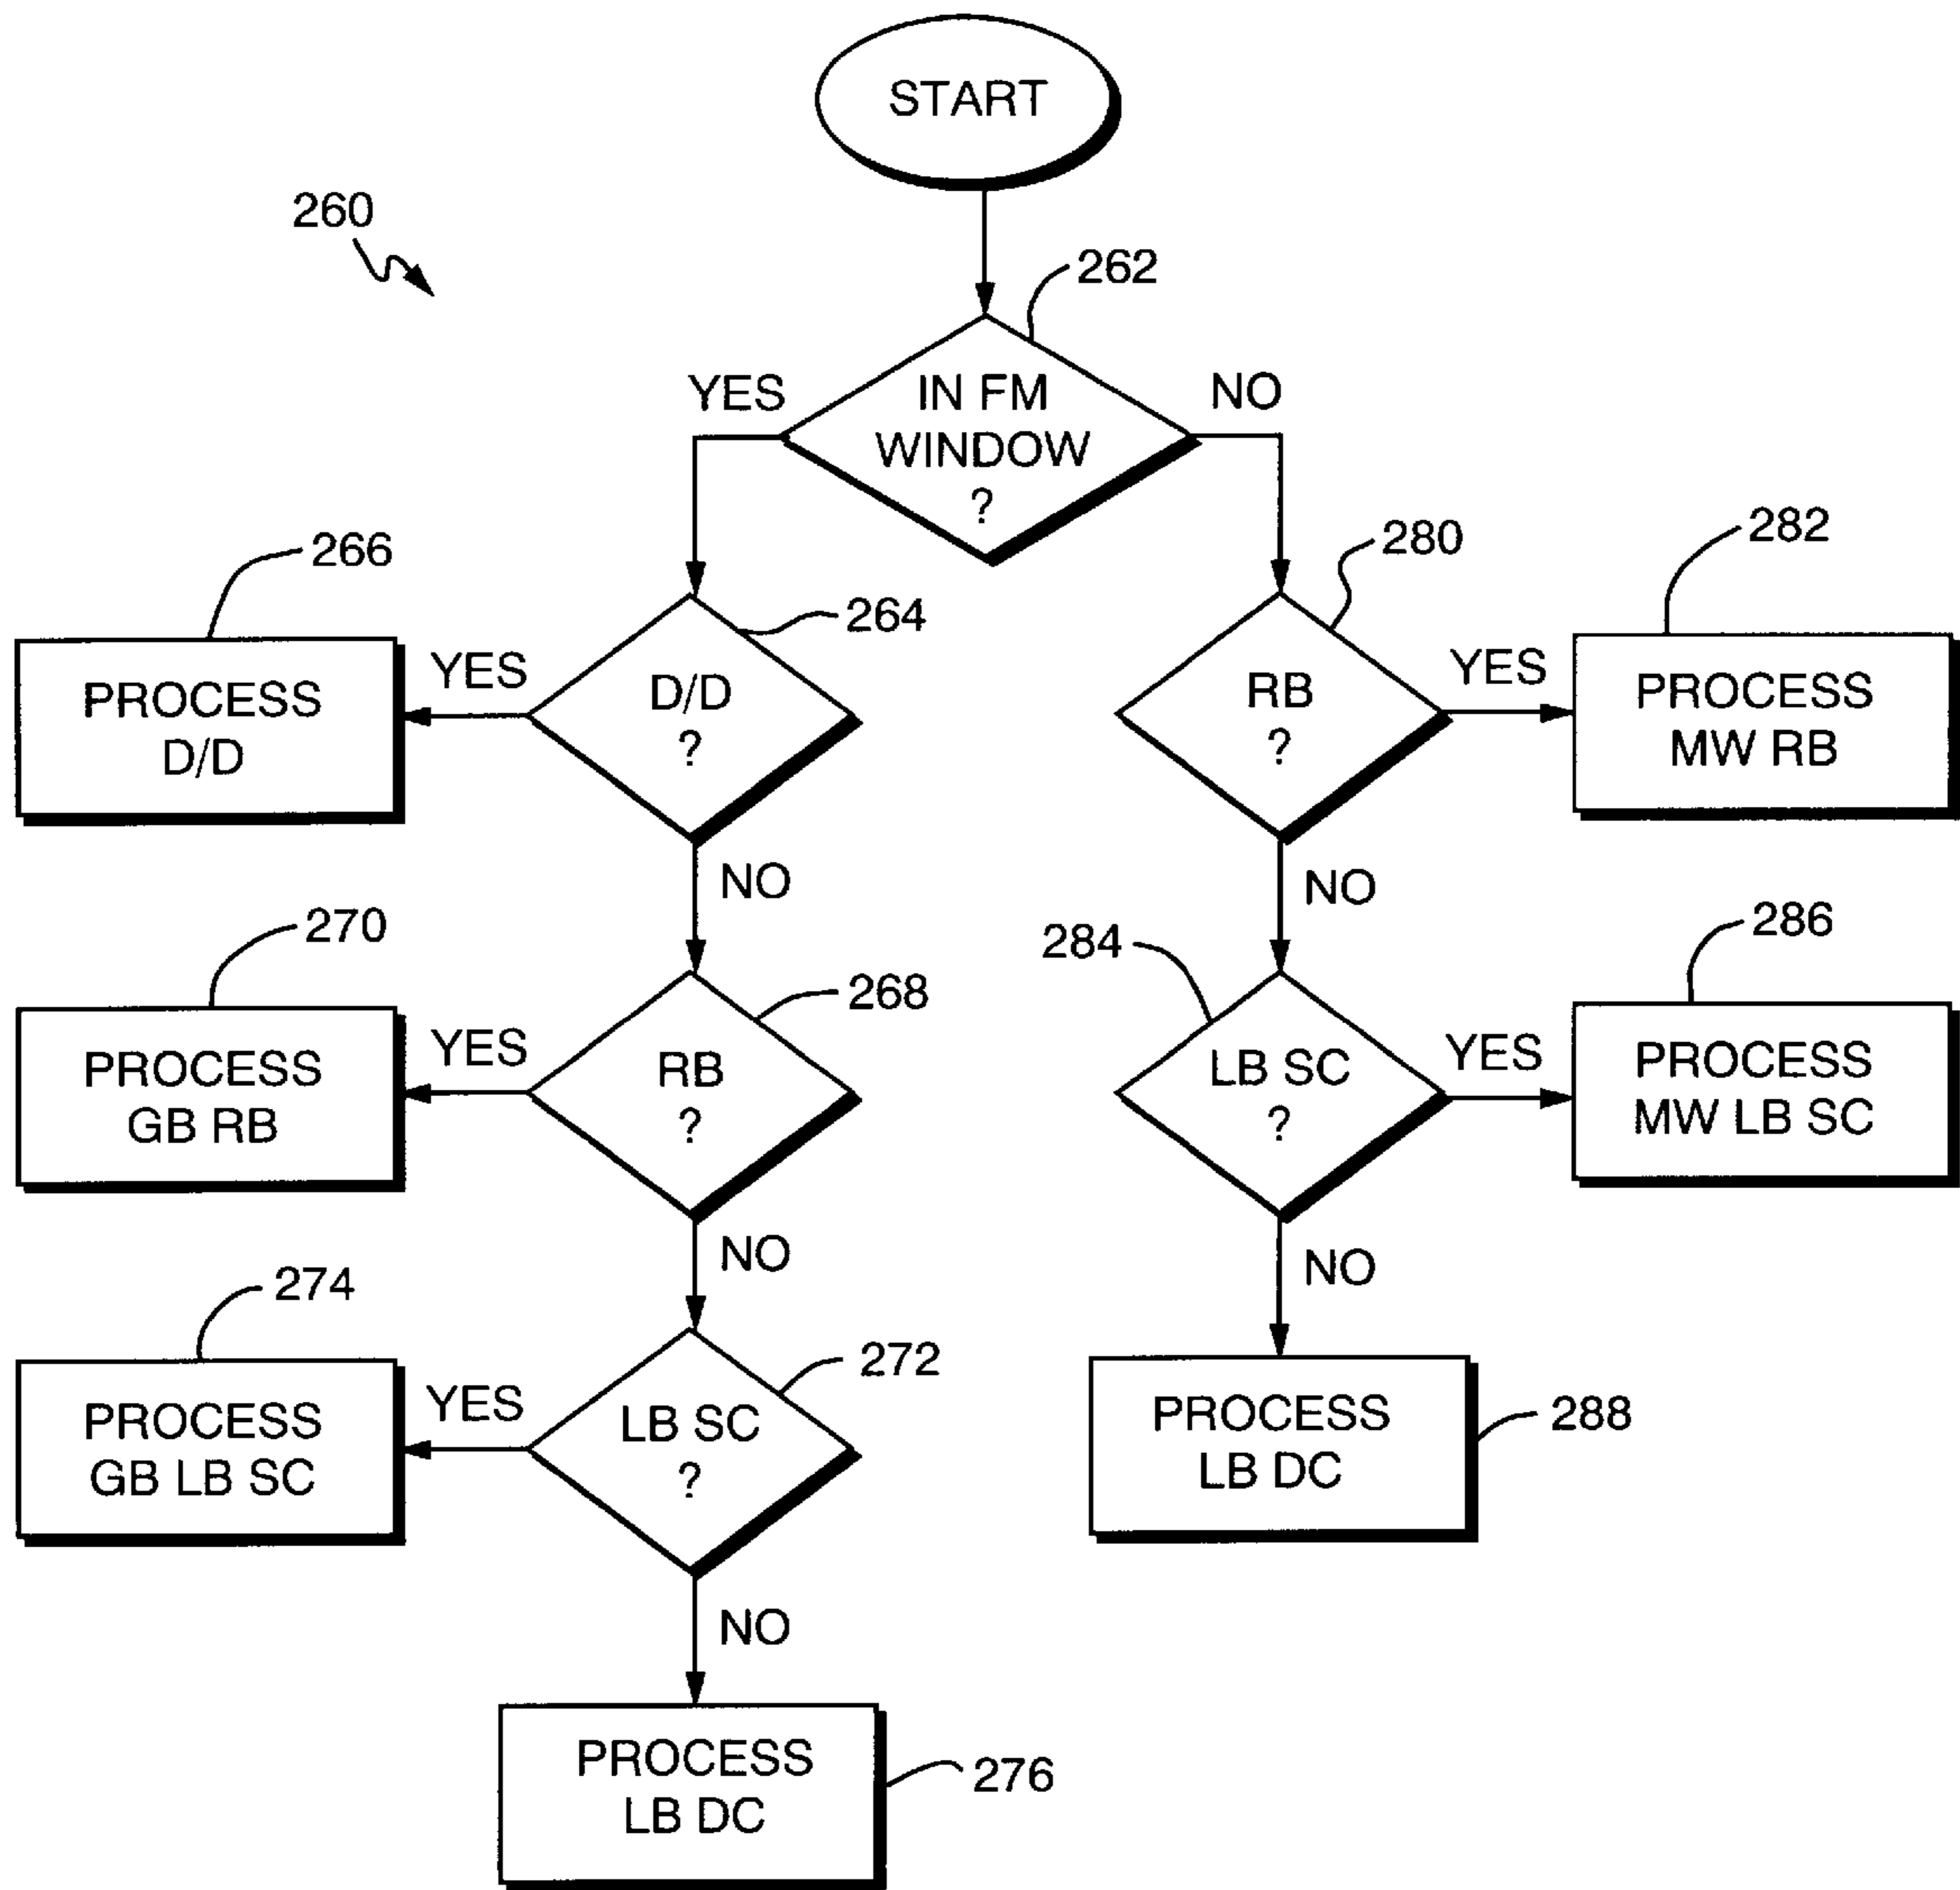 START
260
262
YES
IN FM
WINDOW
?
NO
266
264
280
282
PROCESS
D/D
YES
D/D
?
RB
?
YES
PROCESS
MW RB
NO
NO
270
268
284
286
PROCESS
GB RB
YES
RB
?
LB SC
?
YES
PROCESS
MW LB SC
NO
NO
274
272
PROCESS
GB LB SC
YES
LB SC
?
PROCESS
LB DC
288
NO
PROCESS
LB DC
276